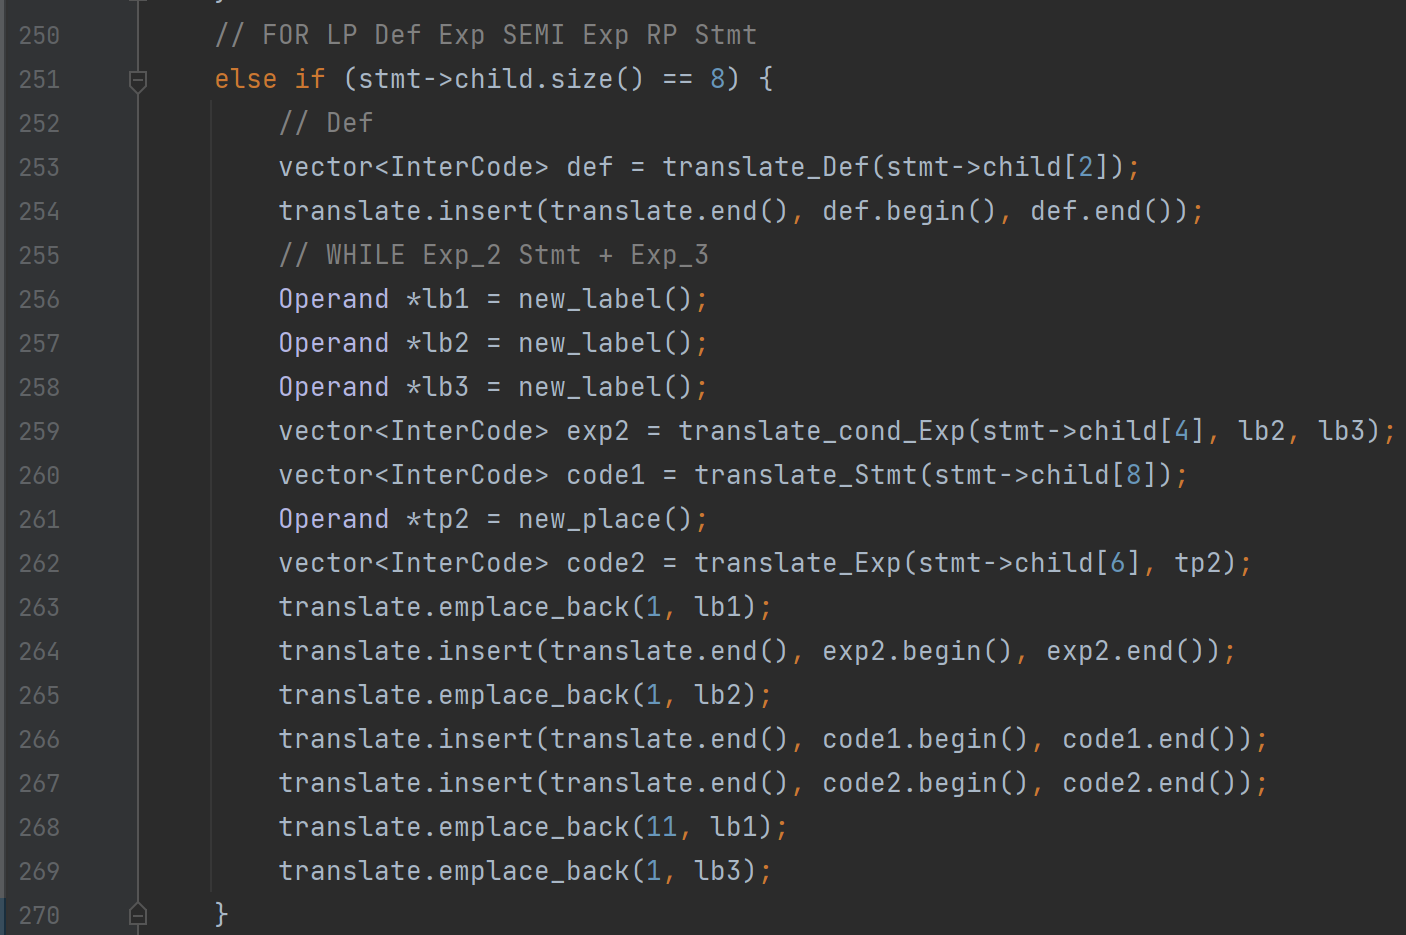 250 // FOR LP Def Exp SEMI Exp RP Stmt
251 else if (stmt->child.size() == 8) {
252 // Def
253 vector<InterCode> def = translate_Def(stmt->child[2]);
254 translate.insert(translate.end(), def.begin(), def.end());
255 // WHILE Exp_2 Stmt + Exp_3
256 Operand *lb1 = new_label();
257 Operand *lb2 = new_label();
258 Operand *lb3 = new_label();
259 vector<InterCode> exp2 = translate_cond_Exp(stmt->child[4], lb2, lb3);
260 vector<InterCode> code1 = translate_Stmt(stmt->child[8]);
261 Operand *tp2 = new_place();
262 vector<InterCode> code2 = translate_Exp(stmt->child[6], tp2);
263 translate.emplace_back(1, lb1);
264 translate.insert(translate.end(), exp2.begin(), exp2.end());
265 translate.emplace_back(1, lb2);
266 translate.insert(translate.end(), code1.begin(), code1.end());
267 translate.insert(translate.end(), code2.begin(), code2.end());
268 translate.emplace_back(11, lb1);
269 translate.emplace_back(1, lb3);
270 }